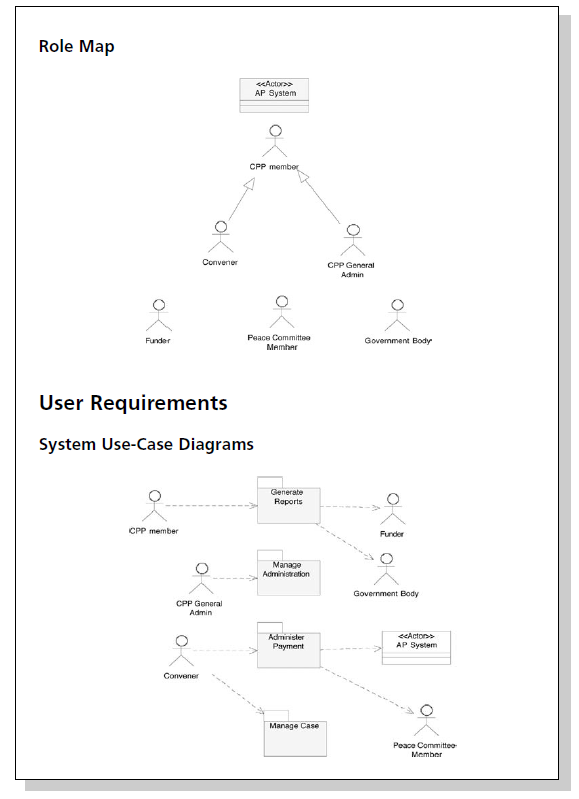 Role Map
<<Actor>>
AP System
CPP member
Convener
CPP General
Admin
Funder
Peace Committee
Member
Government Body
User Requirements
System Use-Case Diagrams
Generate
Reports
CPP member
Funder
Manage
Administration
CPP General
Admin
Government Body
Administer
Payment
<<Actor>>
AP System
Convener
Manage Case
Peace Committee
Member